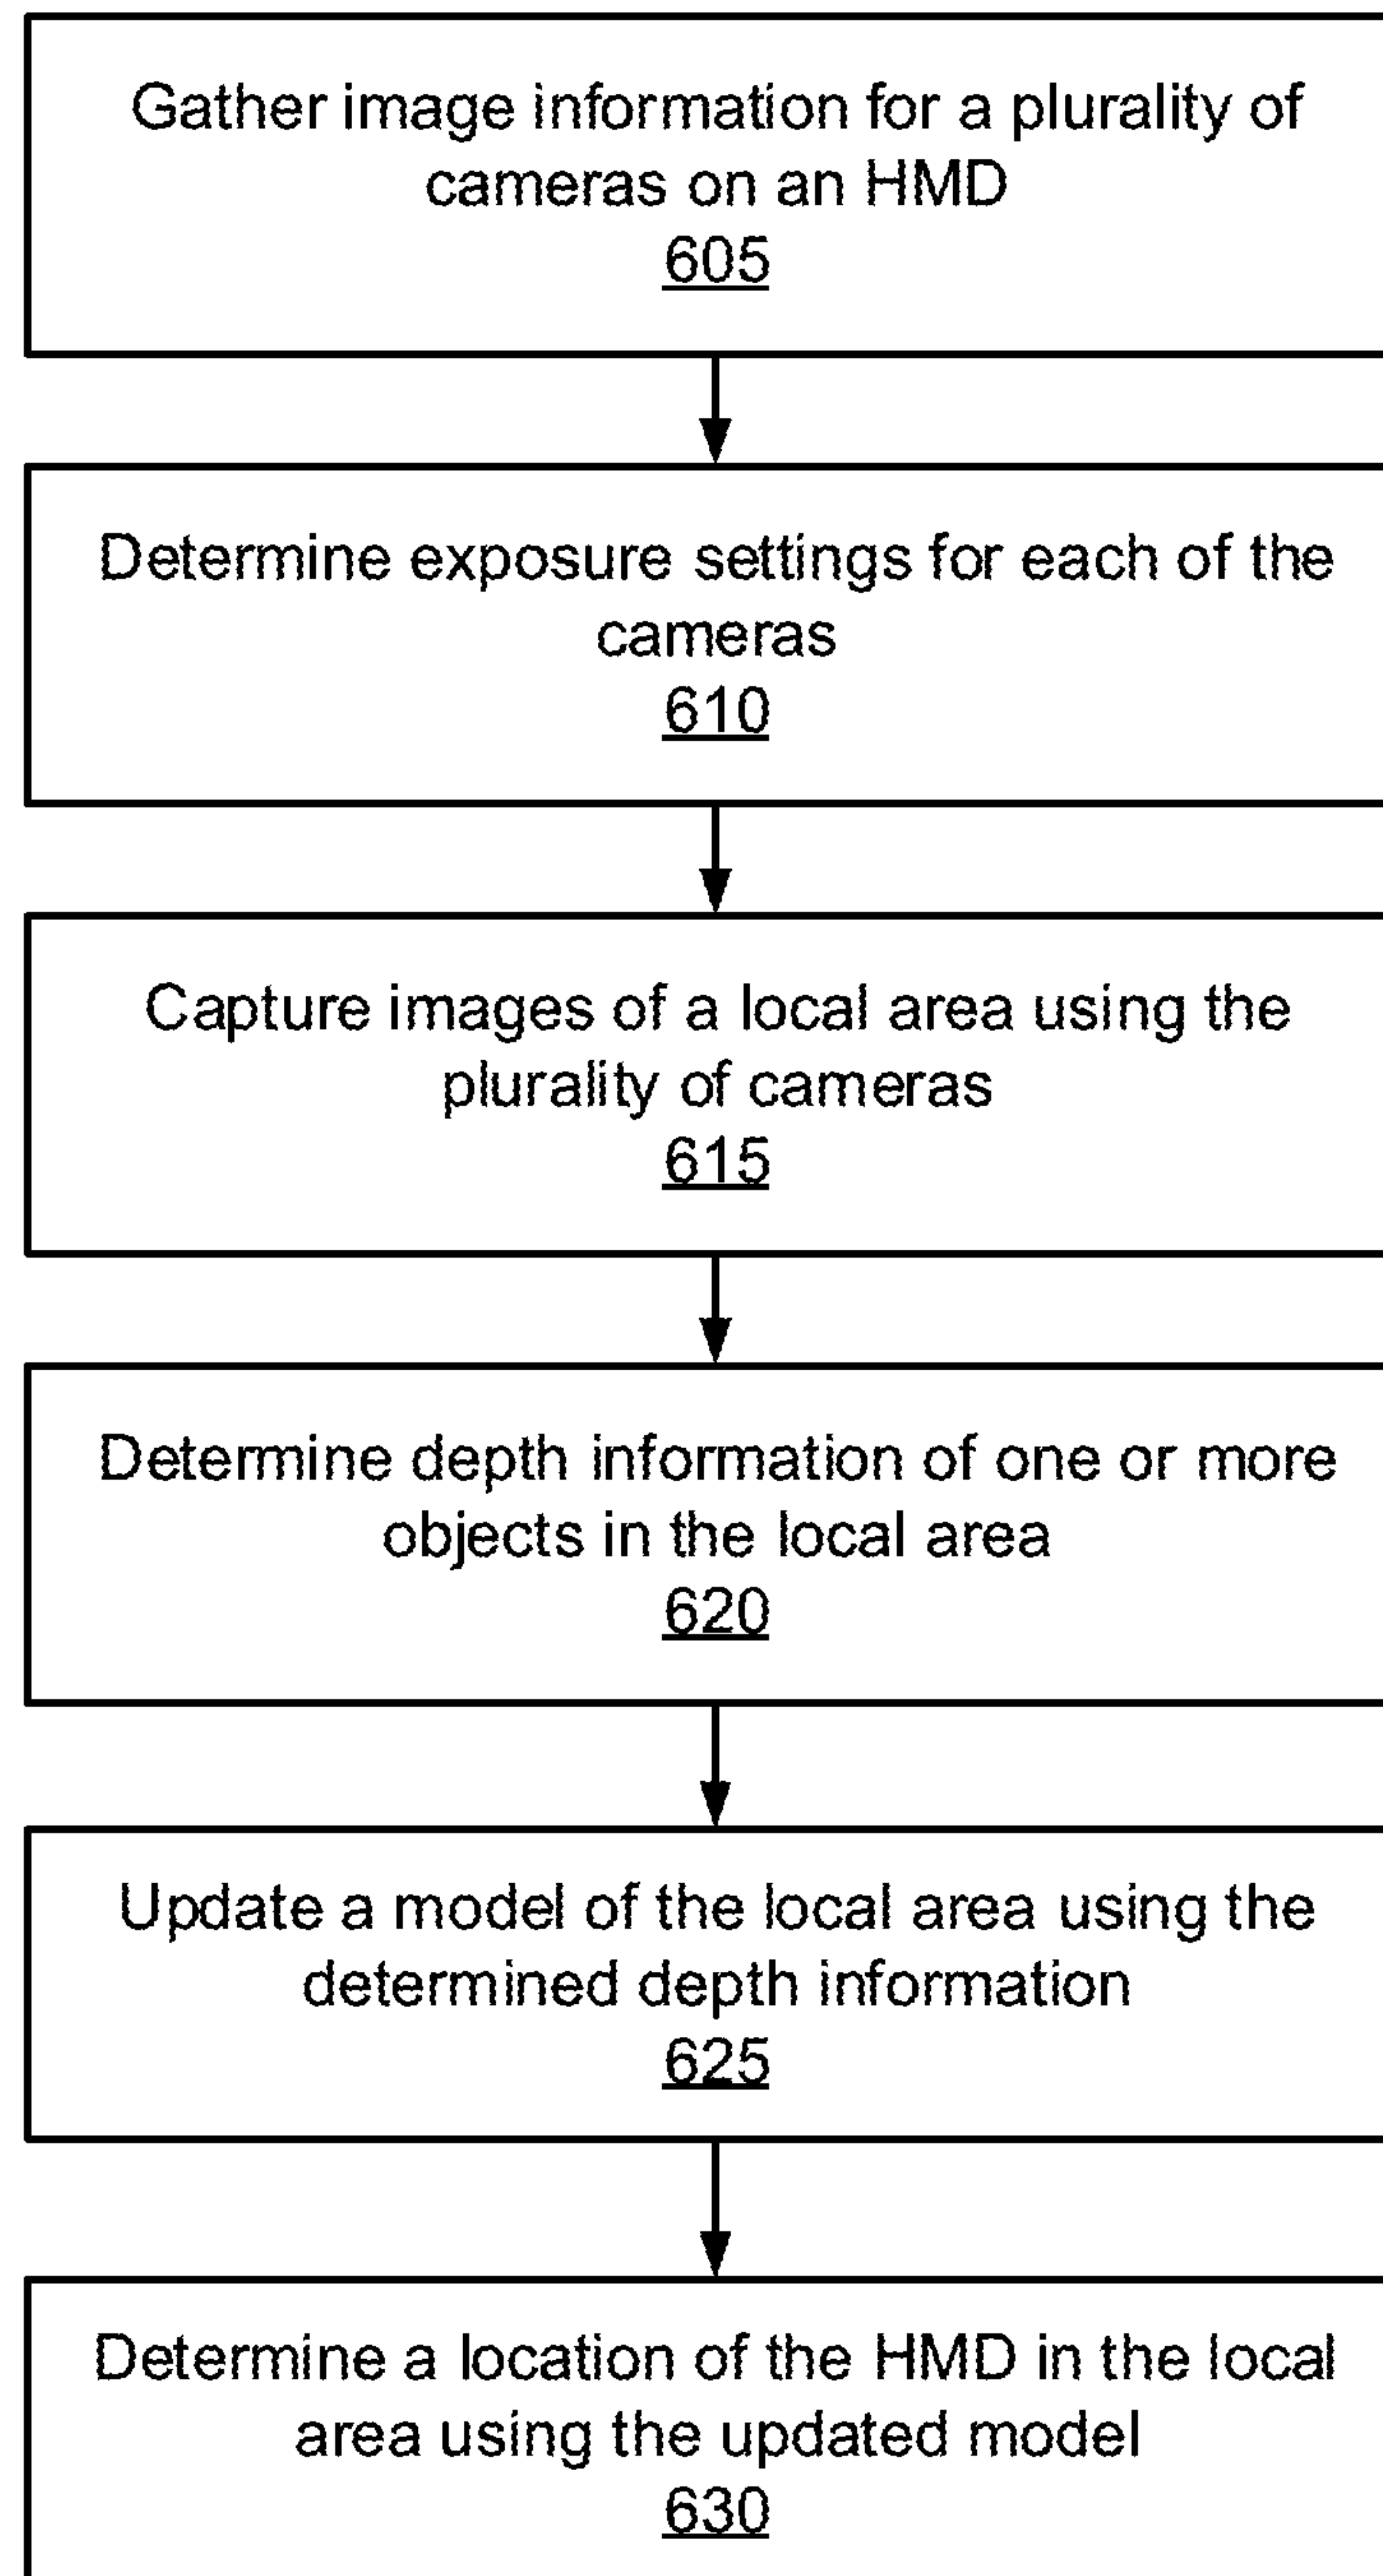 Gather image information for a plurality of
cameras on an HMD
605
Determine exposure settings for each of the
cameras
610
Capture images of a local area using the
plurality of cameras
615
Determine depth information of one or more
objects in the local area
620
Update a model of the local area using the
determined depth information
625
Determine a location of the HMD in the local
area using the updated model
630